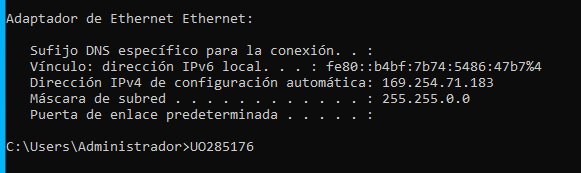 Adaptador de Ethernet Ethernet:
Sufijo DNS específico para la conexión. . :
Vínculo: dirección IPv6 local. . . : fe80::b4bf:7b74:5486:47b7%4
Dirección IPv4 de configuración automática: 169.254.71.183
Máscara de subred . . . . . . . . . . . . : 255.255.0.0
Puerta de enlace predeterminada . . . . . :
C:\Users\Administrador>UO285176